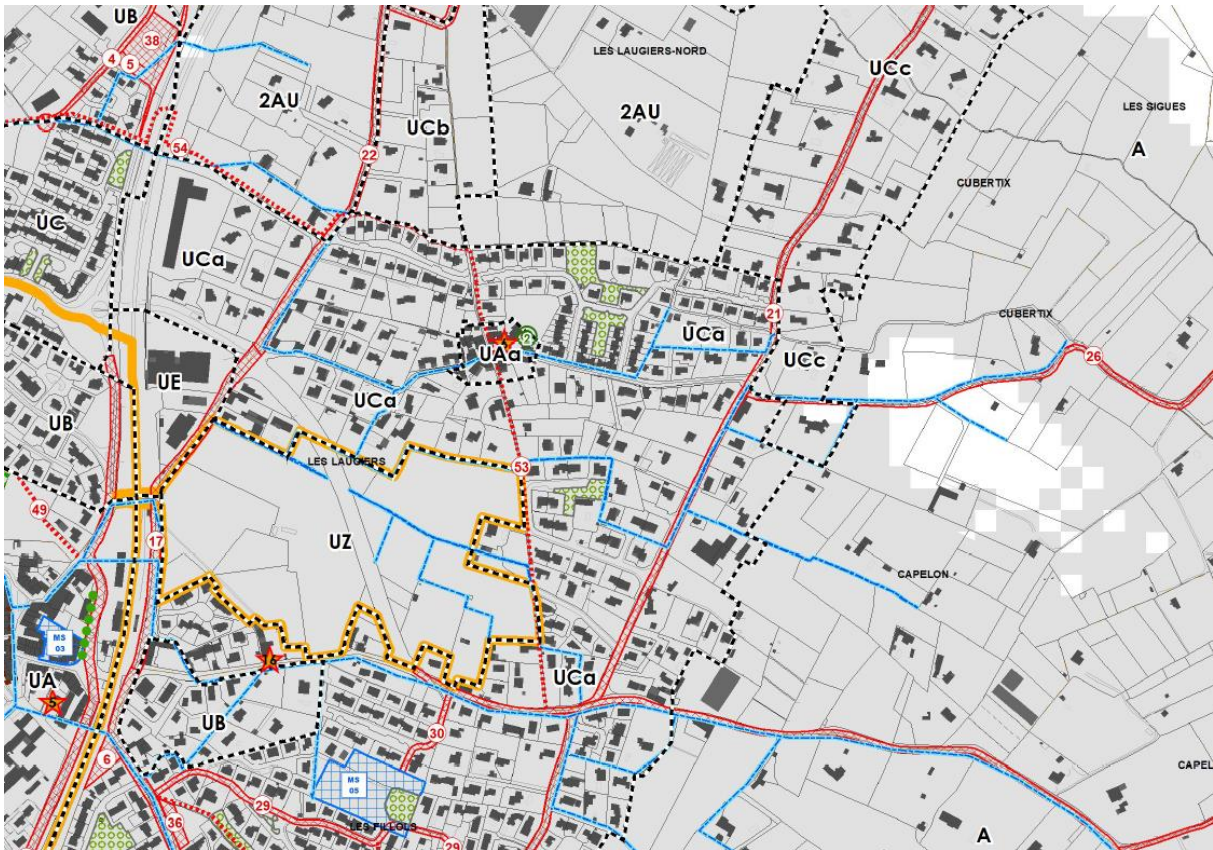 UB
38
4
5
LES LAUGIERS-NORD
UCc
2AU
2AU
LES SIGUES
UCb
A
54
22
CUBERTIX
UC
UCa
21
CUBERTIX
UCa
2
UAa
UCc
26
UE
UCa
UB
LES LAUGIERS
53
49
17
UZ
CAPELON
MS
03
UA
5
UCa
UB
30
6
MS
05
CAPEL
29
36
LES FILLOLS
29
A